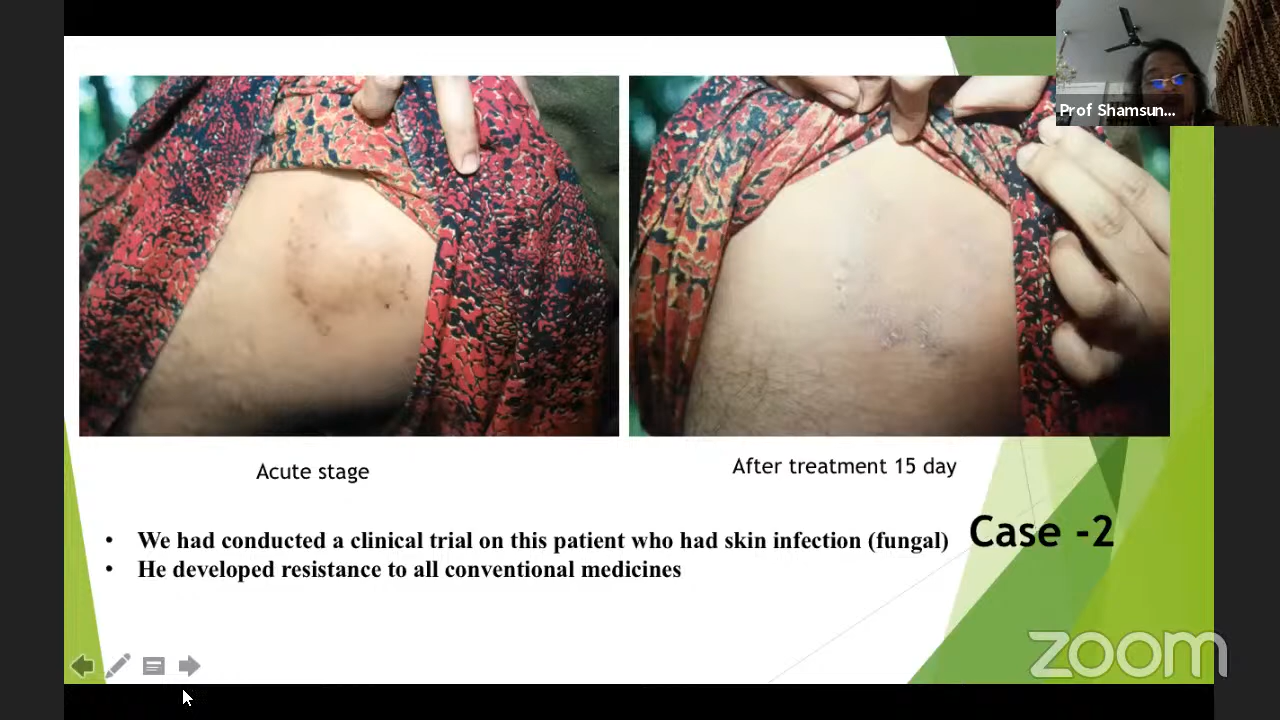 Prof Shamsun...
Acute stage
After treatment 15 day
Case -2
• We had conducted a clinical trial on this patient who had skin infection (fungal)
• He developed resistance to all conventional medicines
zoom